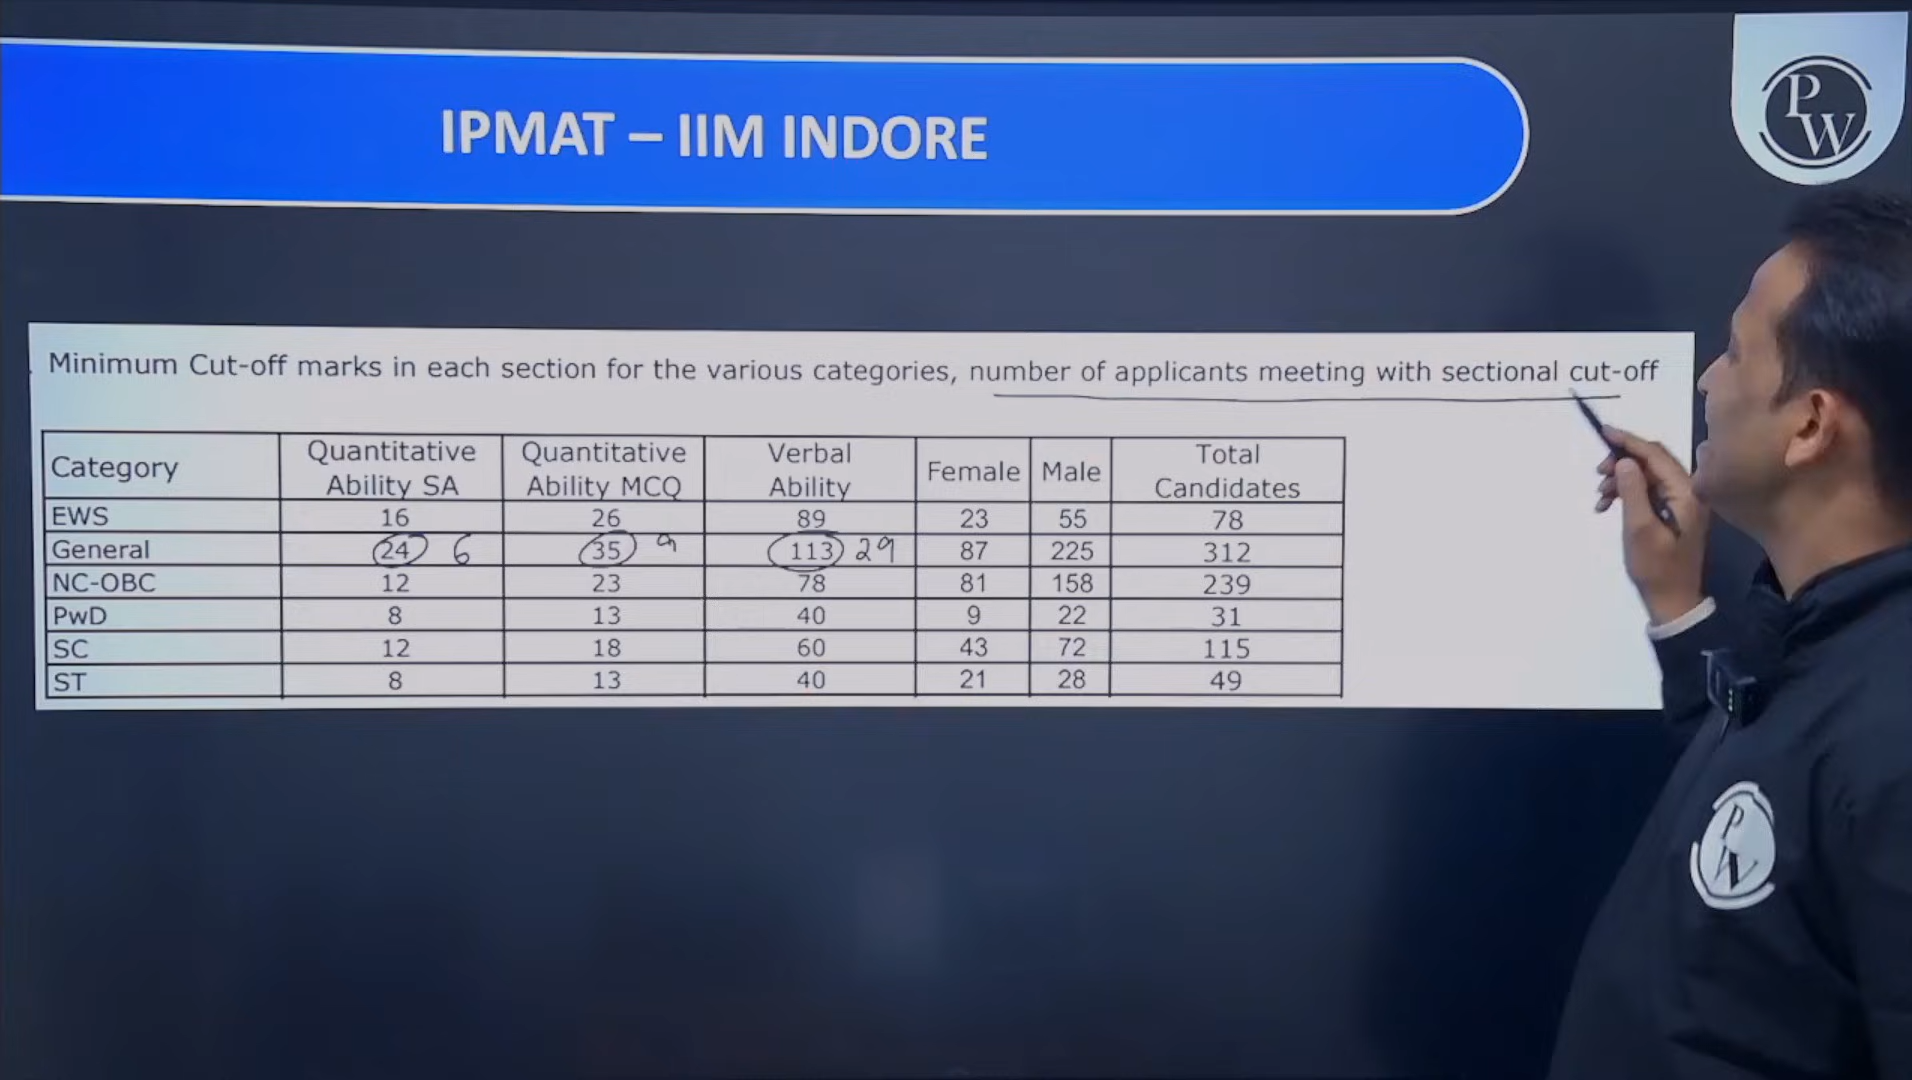 IPMAT – IIM INDORE
PW
Minimum Cut-off marks in each section for the various categories, number of applicants meeting with sectional cut-off
Category Quantitative Ability SA Quantitative Ability MCQ Verbal Ability Female Male Total Candidates
EWS 16 26 89 23 55 78
General 24 6 35 9 113 29 87 225 312
NC-OBC 12 23 78 81 158 239
PwD 8 13 40 9 22 31
SC 12 18 60 43 72 115
ST 8 13 40 21 28 49
PW